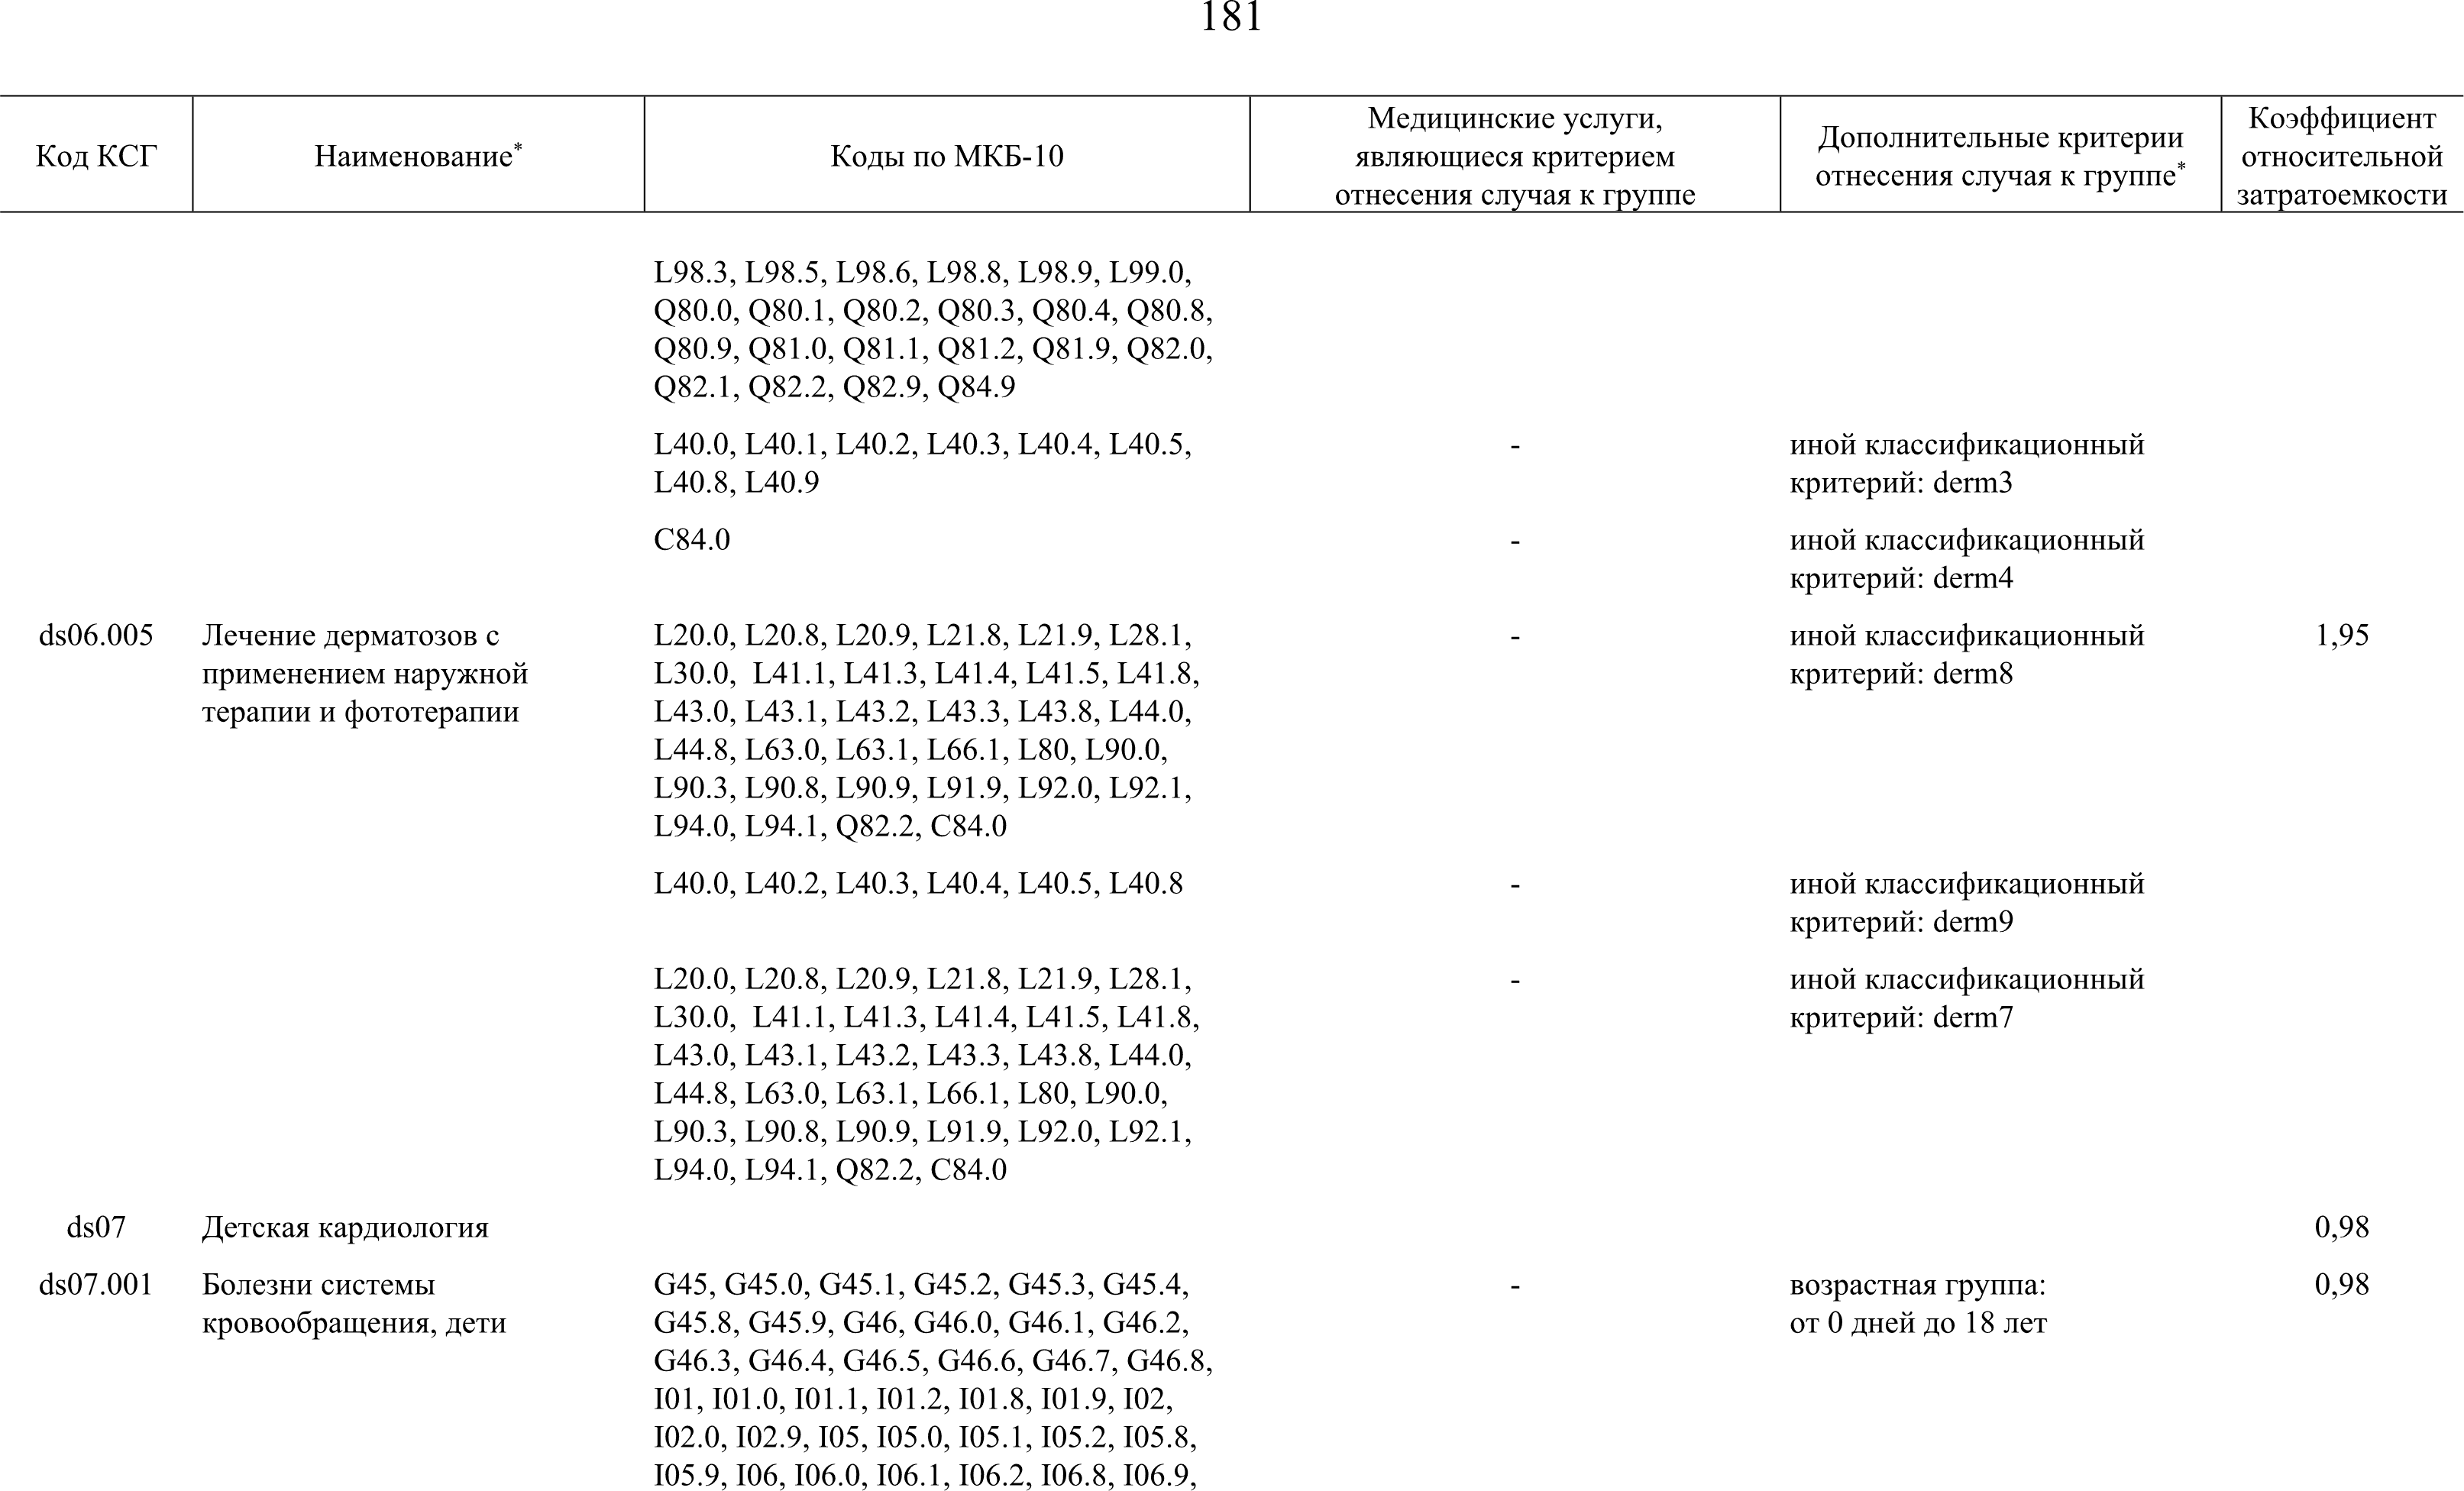 181
Код КСГ
Наименование*
Коды по МКБ-10
Медицинские услуги,
являющиеся критерием
отнесения случая к группе
Дополнительные критерии
отнесения случая к группе*
Коэффициент
относительной
затратоемкости
L98.3, L98.5, L98.6, L98.8, L98.9, L99.0,
Q80.0, Q80.1, Q80.2, Q80.3, Q80.4, Q80.8,
Q80.9, Q81.0, Q81.1, Q81.2, Q81.9, Q82.0,
Q82.1, Q82.2, Q82.9, Q84.9
L40.0, L40.1, L40.2, L40.3, L40.4, L40.5, - иной классификационный
L40.8, L40.9 критерий: derm3
C84.0 - иной классификационный
критерий: derm4
ds06.005 Лечение дерматозов с L20.0, L20.8, L20.9, L21.8, L21.9, L28.1, - иной классификационный 1,95
применением наружной L30.0, L41.1, L41.3, L41.4, L41.5, L41.8, критерий: derm8
терапии и фототерапии L43.0, L43.1, L43.2, L43.3, L43.8, L44.0,
L44.8, L63.0, L63.1, L66.1, L80, L90.0,
L90.3, L90.8, L90.9, L91.9, L92.0, L92.1,
L94.0, L94.1, Q82.2, C84.0
L40.0, L40.2, L40.3, L40.4, L40.5, L40.8 - иной классификационный
критерий: derm9
L20.0, L20.8, L20.9, L21.8, L21.9, L28.1, - иной классификационный
L30.0, L41.1, L41.3, L41.4, L41.5, L41.8, критерий: derm7
L43.0, L43.1, L43.2, L43.3, L43.8, L44.0,
L44.8, L63.0, L63.1, L66.1, L80, L90.0,
L90.3, L90.8, L90.9, L91.9, L92.0, L92.1,
L94.0, L94.1, Q82.2, C84.0
ds07 Детская кардиология 0,98
ds07.001 Болезни системы G45, G45.0, G45.1, G45.2, G45.3, G45.4, - возрастная группа: 0,98
кровообращения, дети G45.8, G45.9, G46, G46.0, G46.1, G46.2, от 0 дней до 18 лет
G46.3, G46.4, G46.5, G46.6, G46.7, G46.8,
I01, I01.0, I01.1, I01.2, I01.8, I01.9, I02,
I02.0, I02.9, I05, I05.0, I05.1, I05.2, I05.8,
I05.9, I06, I06.0, I06.1, I06.2, I06.8, I06.9,